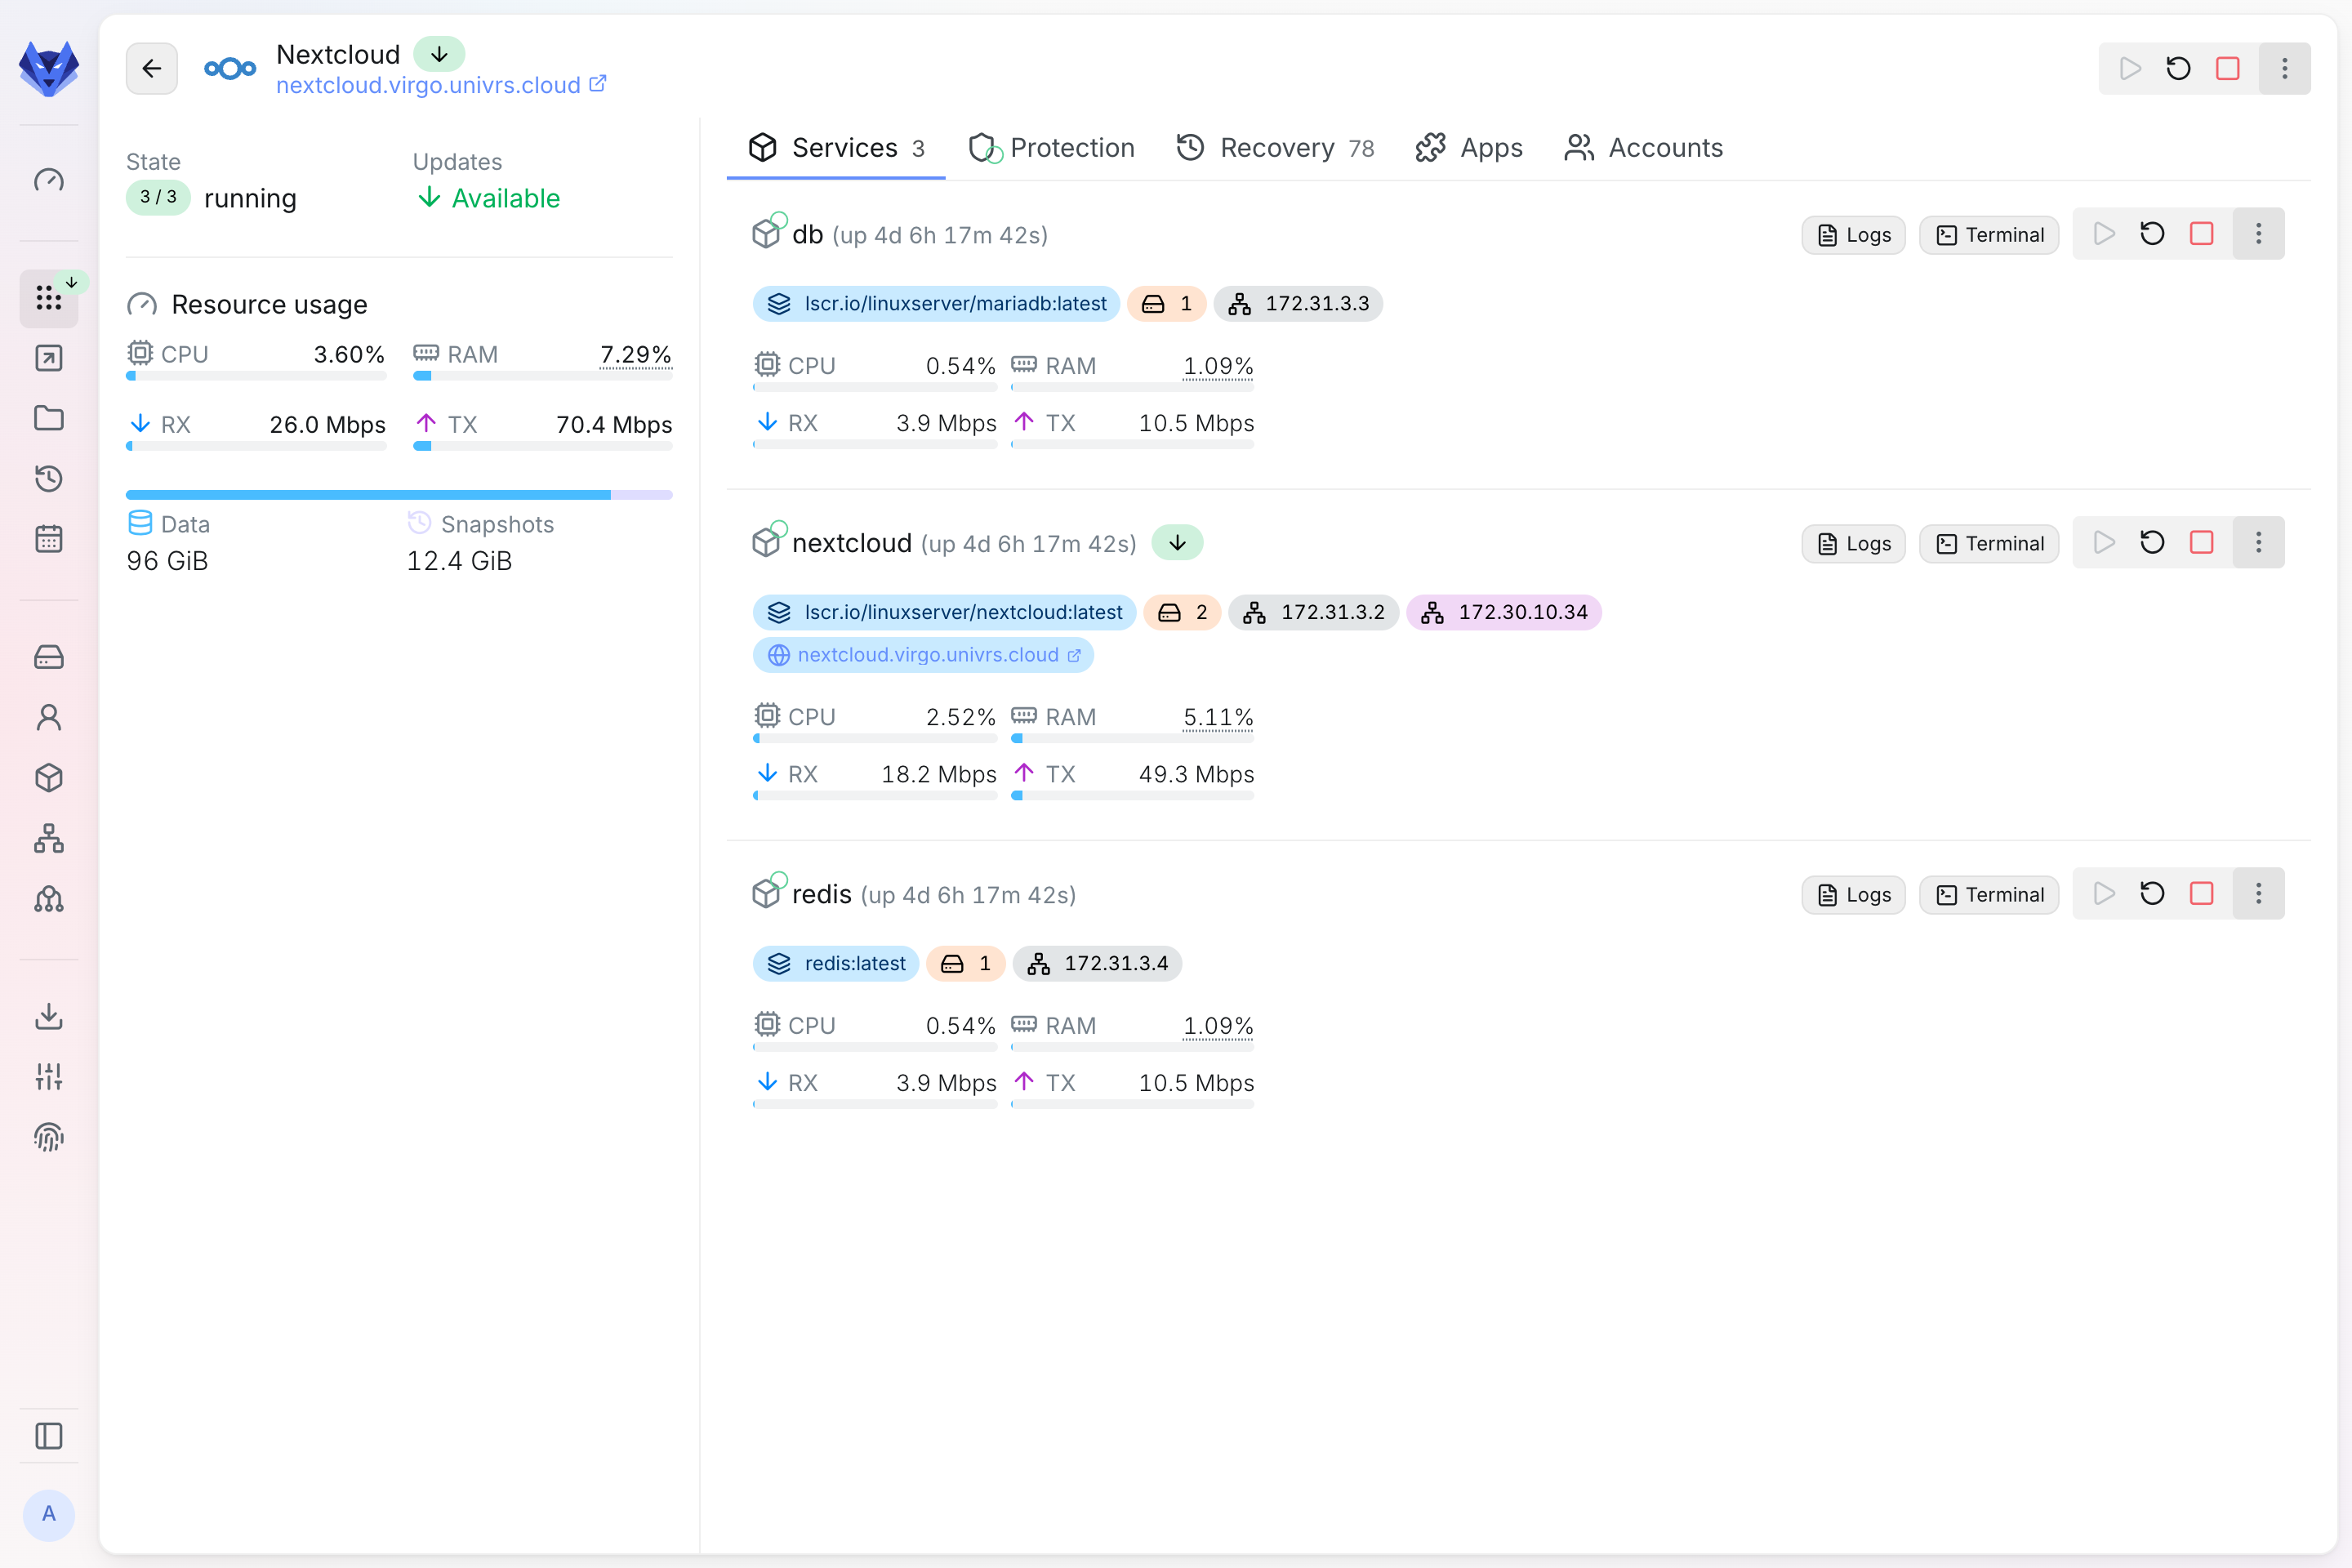 Nextcloud
nextcloud.virgo.univrs.cloud
State
3 / 3 running
Updates
Available
Resource usage
CPU 3.60%
RAM 7.29%
RX 26.0 Mbps
TX 70.4 Mbps
Data
96 GiB
Snapshots
12.4 GiB
Services 3
Protection
Recovery 78
Apps
Accounts
db (up 4d 6h 17m 42s)
Logs
Terminal
lscr.io/linuxserver/mariadb:latest
1
172.31.3.3
CPU 0.54%
RAM 1.09%
RX 3.9 Mbps
TX 10.5 Mbps
nextcloud (up 4d 6h 17m 42s)
Logs
Terminal
lscr.io/linuxserver/nextcloud:latest
2
172.31.3.2
172.30.10.34
nextcloud.virgo.univrs.cloud
CPU 2.52%
RAM 5.11%
RX 18.2 Mbps
TX 49.3 Mbps
redis (up 4d 6h 17m 42s)
Logs
Terminal
redis:latest
1
172.31.3.4
CPU 0.54%
RAM 1.09%
RX 3.9 Mbps
TX 10.5 Mbps
A